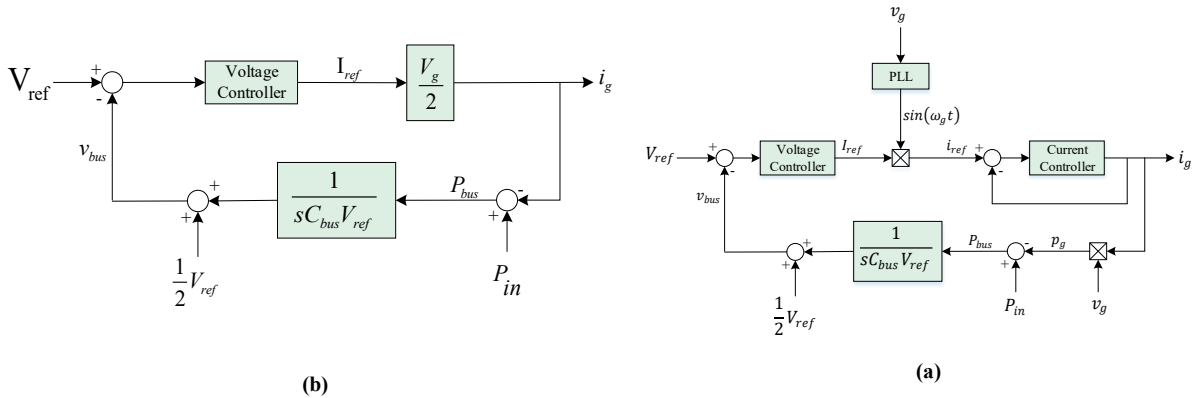 V_ref
+
-
Voltage
Controller
I_ref
V_g
2
i_g
v_bus
+
+
1
sC_bus V_ref
P_bus
-
+
1
2
V_ref
P_in
(b)
v_g
PLL
sin(ω_g t)
V_ref
+
-
Voltage
Controller
I_ref
i_ref
+
-
Current
Controller
i_g
v_bus
+
+
1
sC_bus V_ref
P_bus
-
+
p_g
1
2
V_ref
P_in
v_g
(a)